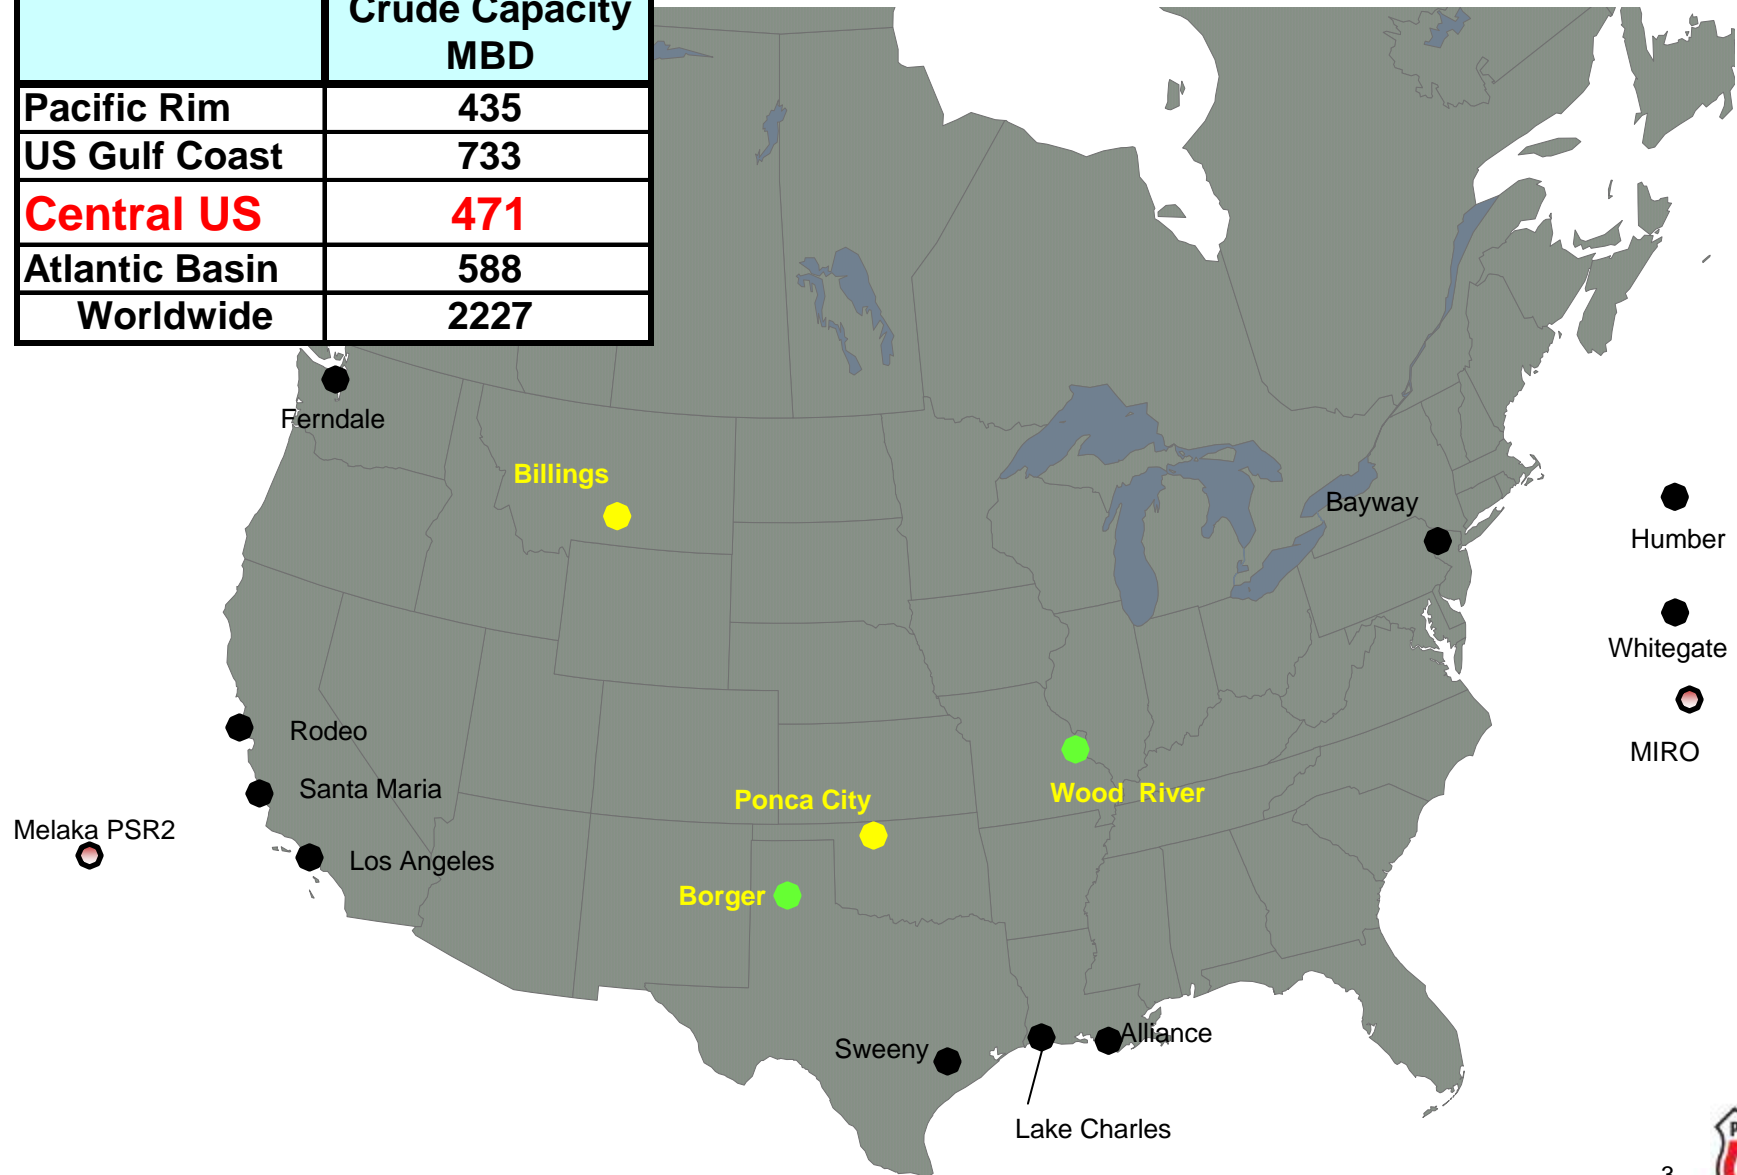 Crude Capacity
MBD
Pacific Rim 435
US Gulf Coast 733
Central US 471
Atlantic Basin 588
Worldwide 2227
Ferndale
Billings
Bayway
Humber
Whitegate
MIRO
Rodeo
Santa Maria
Ponca City
Wood River
Melaka PSR2
Los Angeles
Borger
Sweeny
Alliance
Lake Charles
3